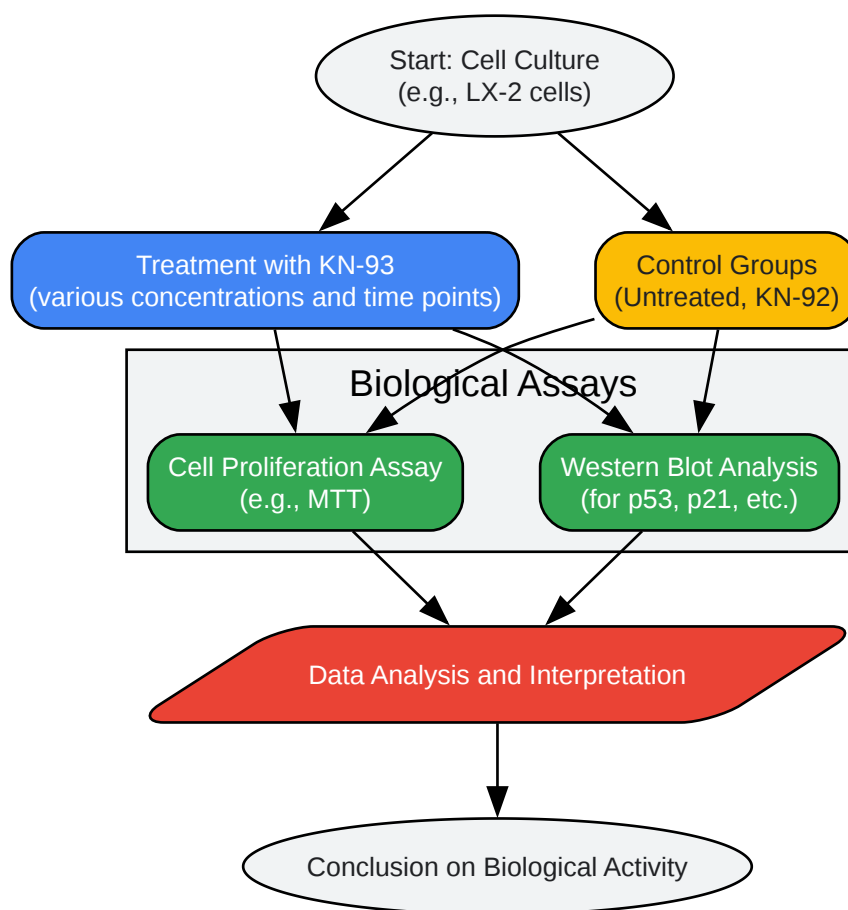 Start: Cell Culture
(e.g., LX-2 cells)
Treatment with KN-93
(various concentrations and time points)
Control Groups
(Untreated, KN-92)
Biological Assays
Cell Proliferation Assay
(e.g., MTT)
Western Blot Analysis
(for p53, p21, etc.)
Data Analysis and Interpretation
Conclusion on Biological Activity